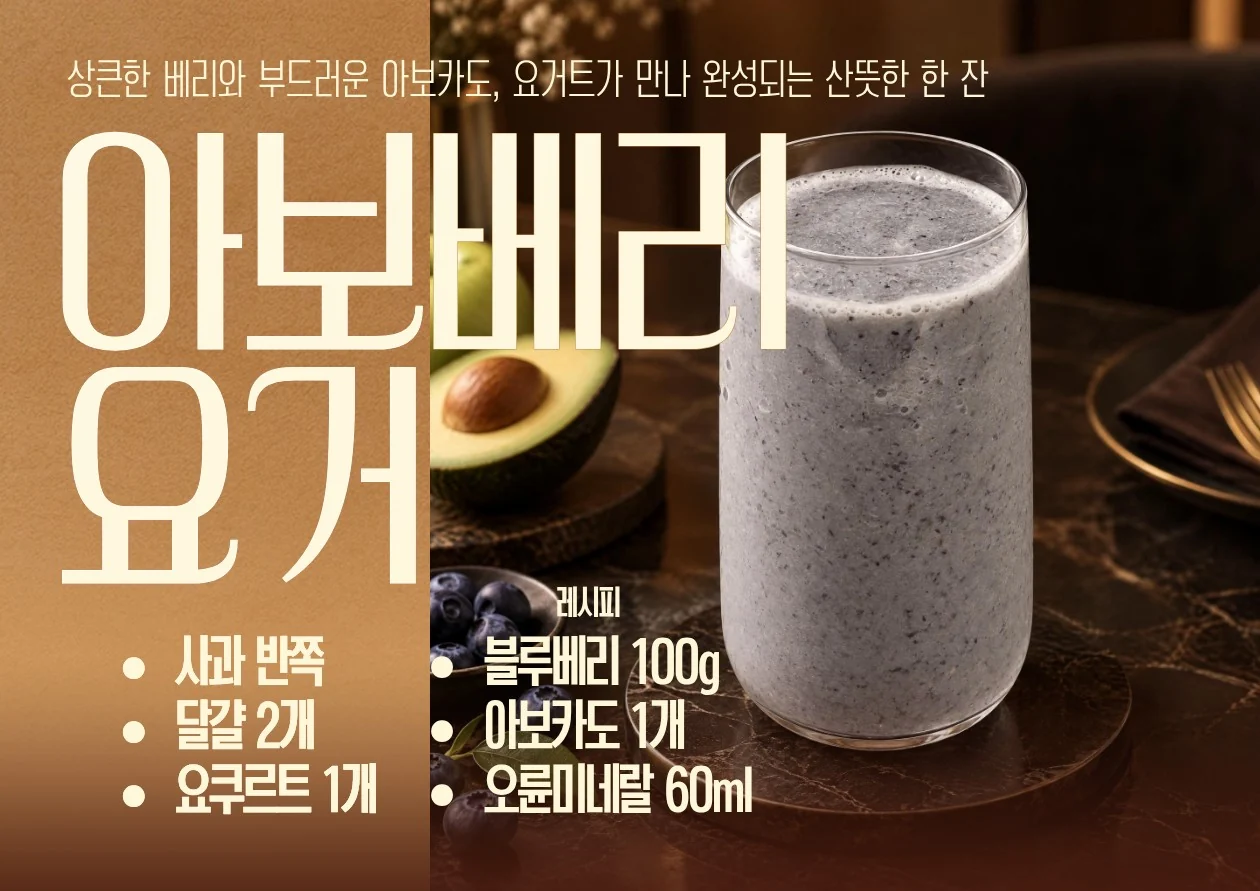 상큼한 베리와 부드러운 아보카도, 요거트가 만나 완성되는 산뜻한 한 잔
아보베리
요거
레시피
사과 반쪽
달걀 2개
요쿠르트 1개
블루베리 100g
아보카도 1개
오륜미네랄 60ml